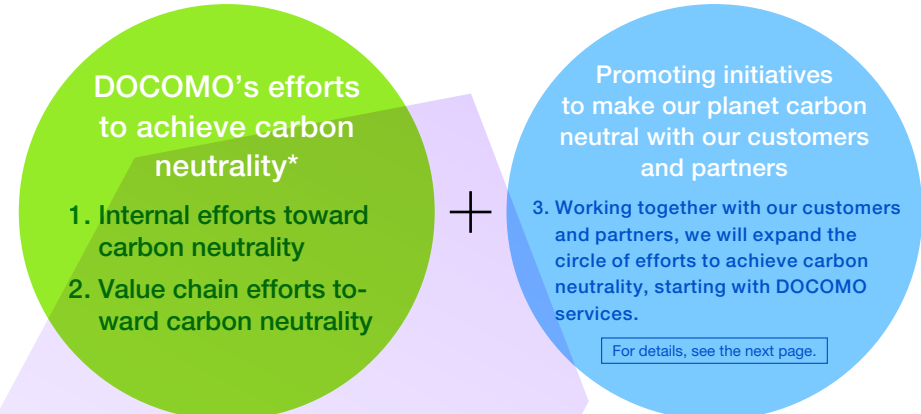 DOCOMO’s efforts
to achieve carbon
neutrality*
1. Internal efforts toward
carbon neutrality
2. Value chain efforts to-
ward carbon neutrality
+
Promoting initiatives
to make our planet carbon
neutral with our customers
and partners
3. Working together with our customers
and partners, we will expand the
circle of efforts to achieve carbon
neutrality, starting with DOCOMO
services.
For details, see the next page.